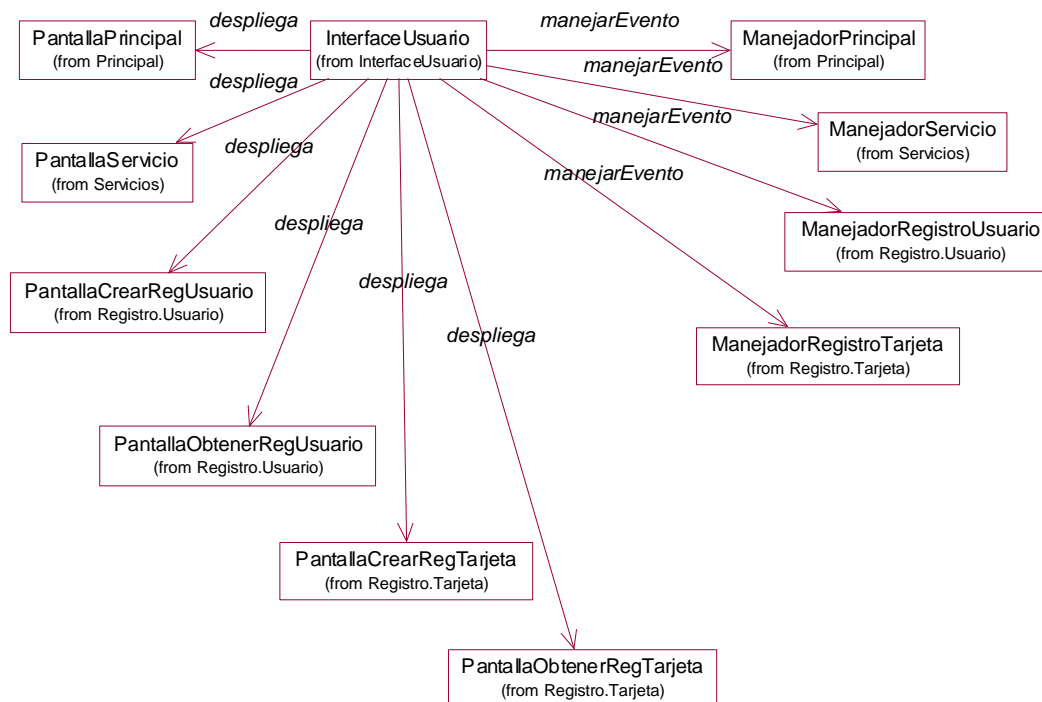 despliega
manejarEvento
PantallaPrincipal
(from Principal)
InterfaceUsuario
(from InterfaceUsuario)
ManejadorPrincipal
(from Principal)
despliega
manejarEvento
PantallaServicio
(from Servicios)
despliega
manejarEvento
ManejadorServicio
(from Servicios)
manejarEvento
despliega
ManejadorRegistroUsuario
(from Registro.Usuario)
PantallaCrearRegUsuario
(from Registro.Usuario)
despliega
despliega
ManejadorRegistroTarjeta
(from Registro.Tarjeta)
PantallaObtenerRegUsuario
(from Registro.Usuario)
PantallaCrearRegTarjeta
(from Registro.Tarjeta)
PantallaObtenerRegTarjeta
(from Registro.Tarjeta)